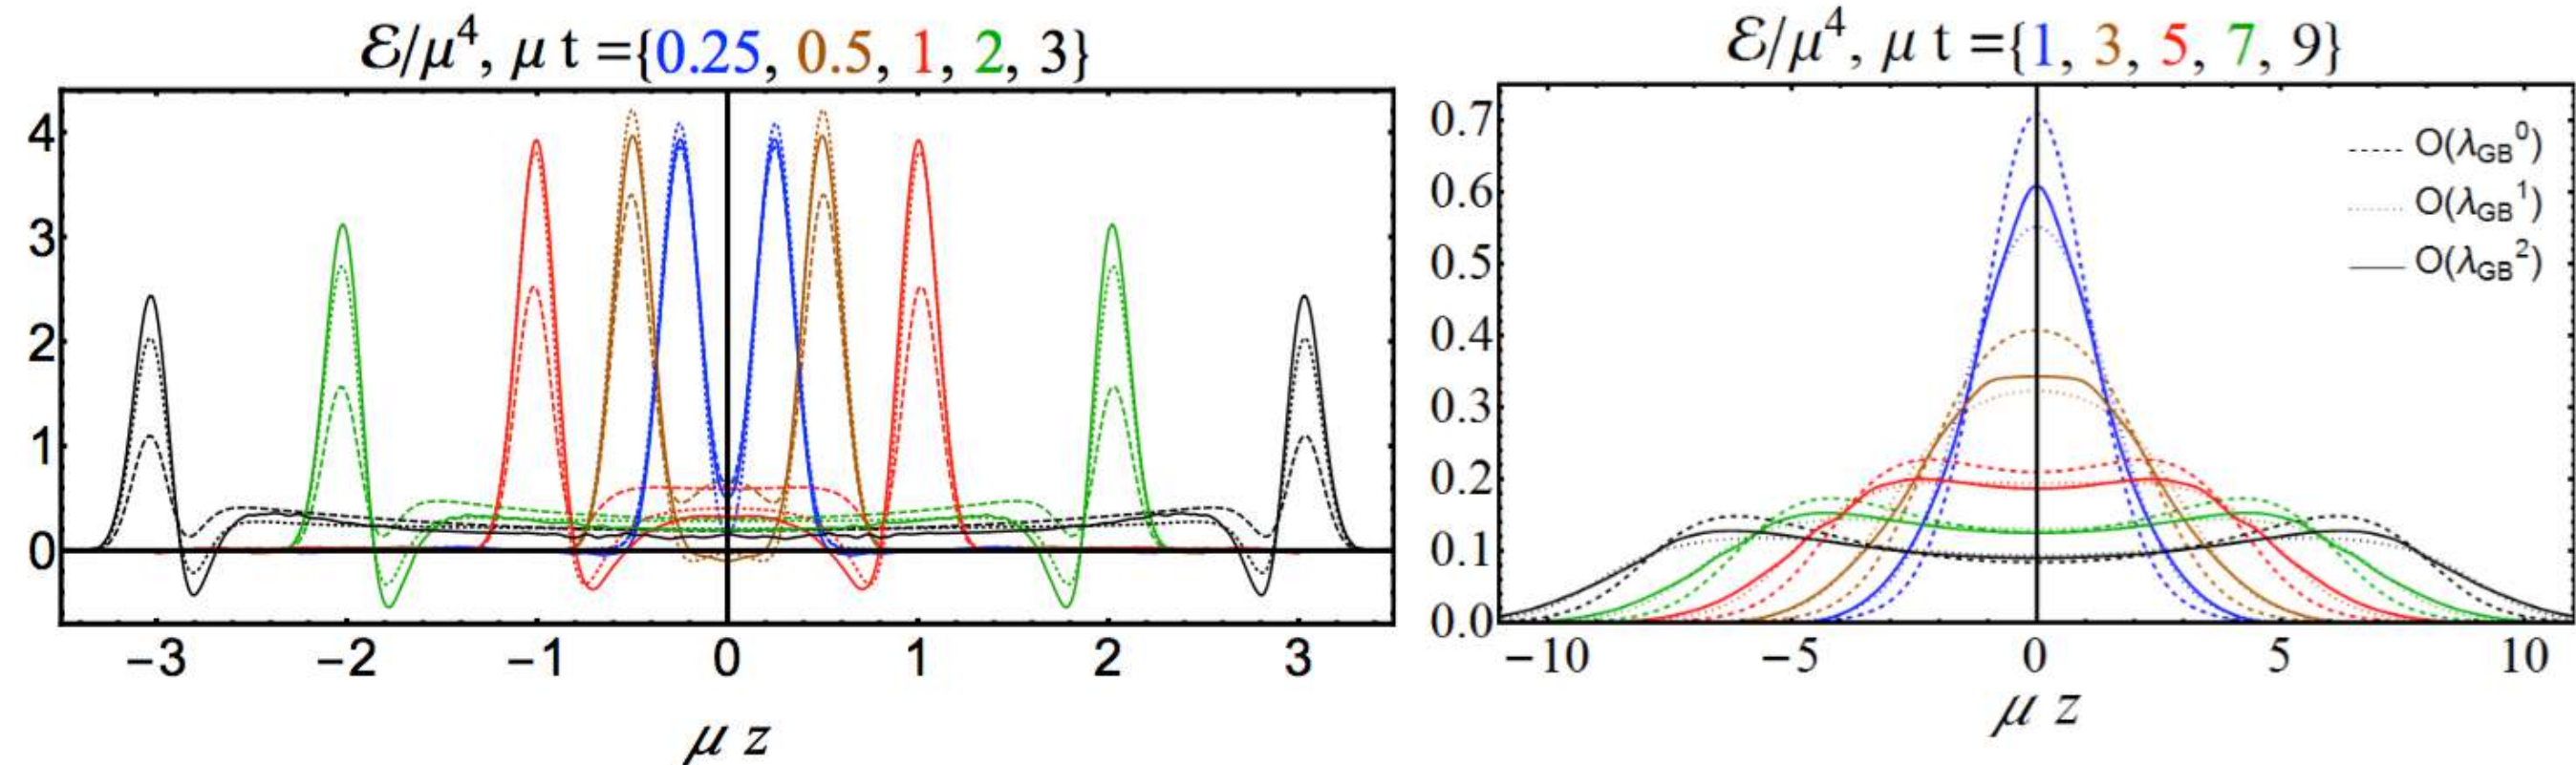 ℰ/μ⁴, μ t ={0.25, 0.5, 1, 2, 3}
4
3
2
1
0
−3 −2 −1 0 1 2 3
μ z
ℰ/μ⁴, μ t ={1, 3, 5, 7, 9}
0.7
0.6
0.5
0.4
0.3
0.2
0.1
0.0
O(λGB⁰)
O(λGB¹)
O(λGB²)
−10 −5 0 5 10
μ z